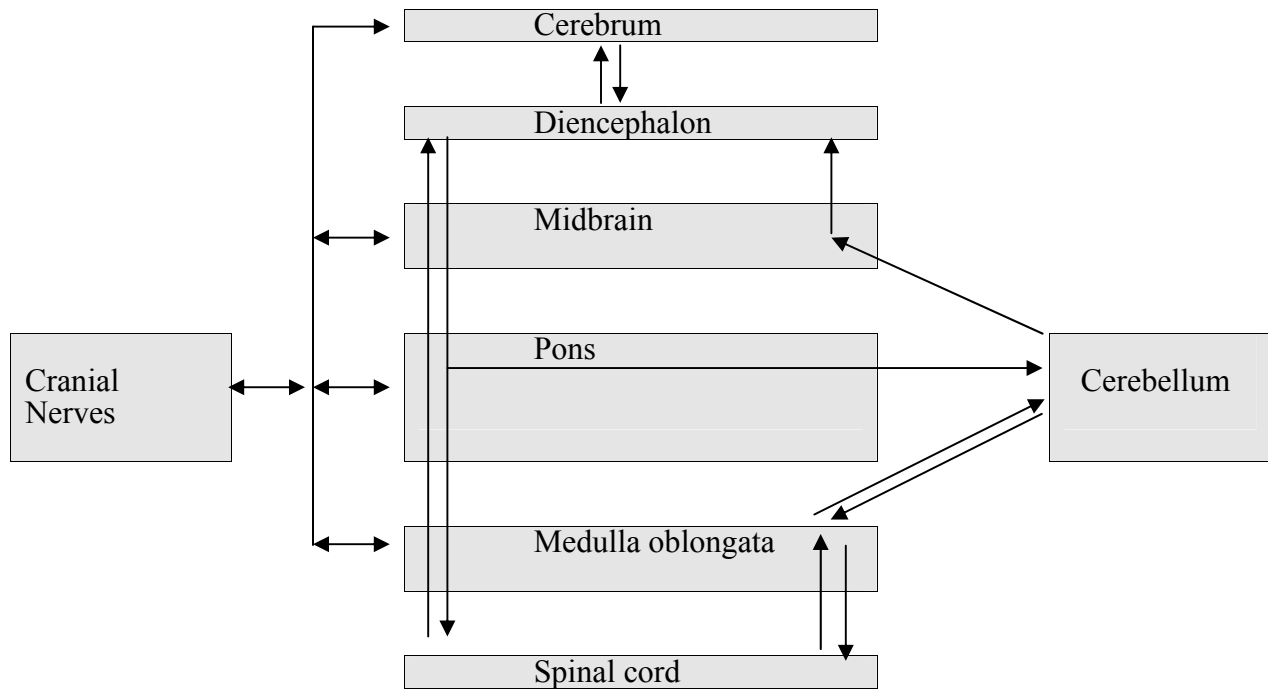 Cerebrum
Diencephalon
Midbrain
Pons
Cranial
Nerves
Cerebellum
Medulla oblongata
Spinal cord